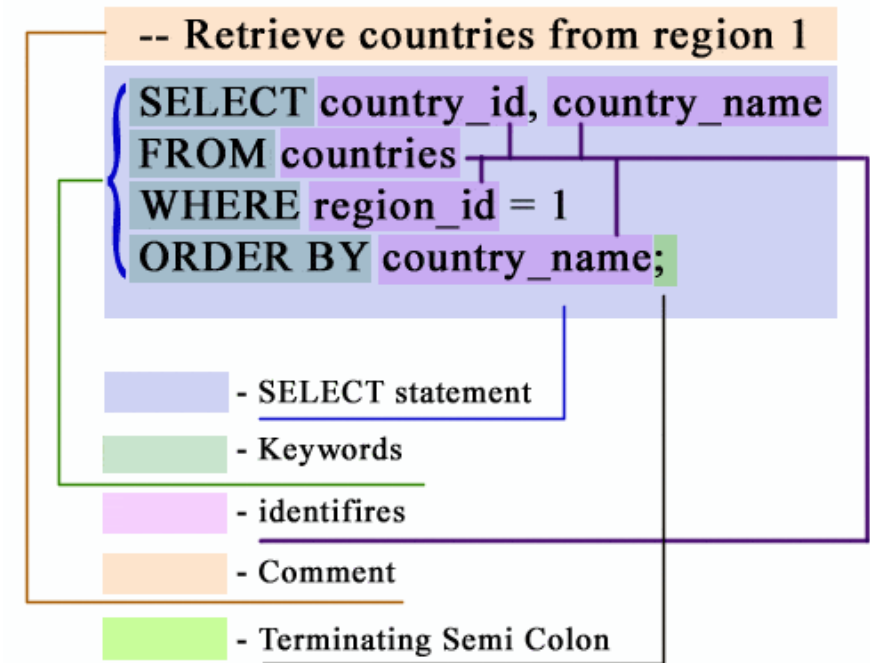 -- Retrieve countries from region 1
SELECT country_id, country_name
FROM countries
WHERE region_id = 1
ORDER BY country_name;
- SELECT statement
- Keywords
- identifires
- Comment
- Terminating Semi Colon